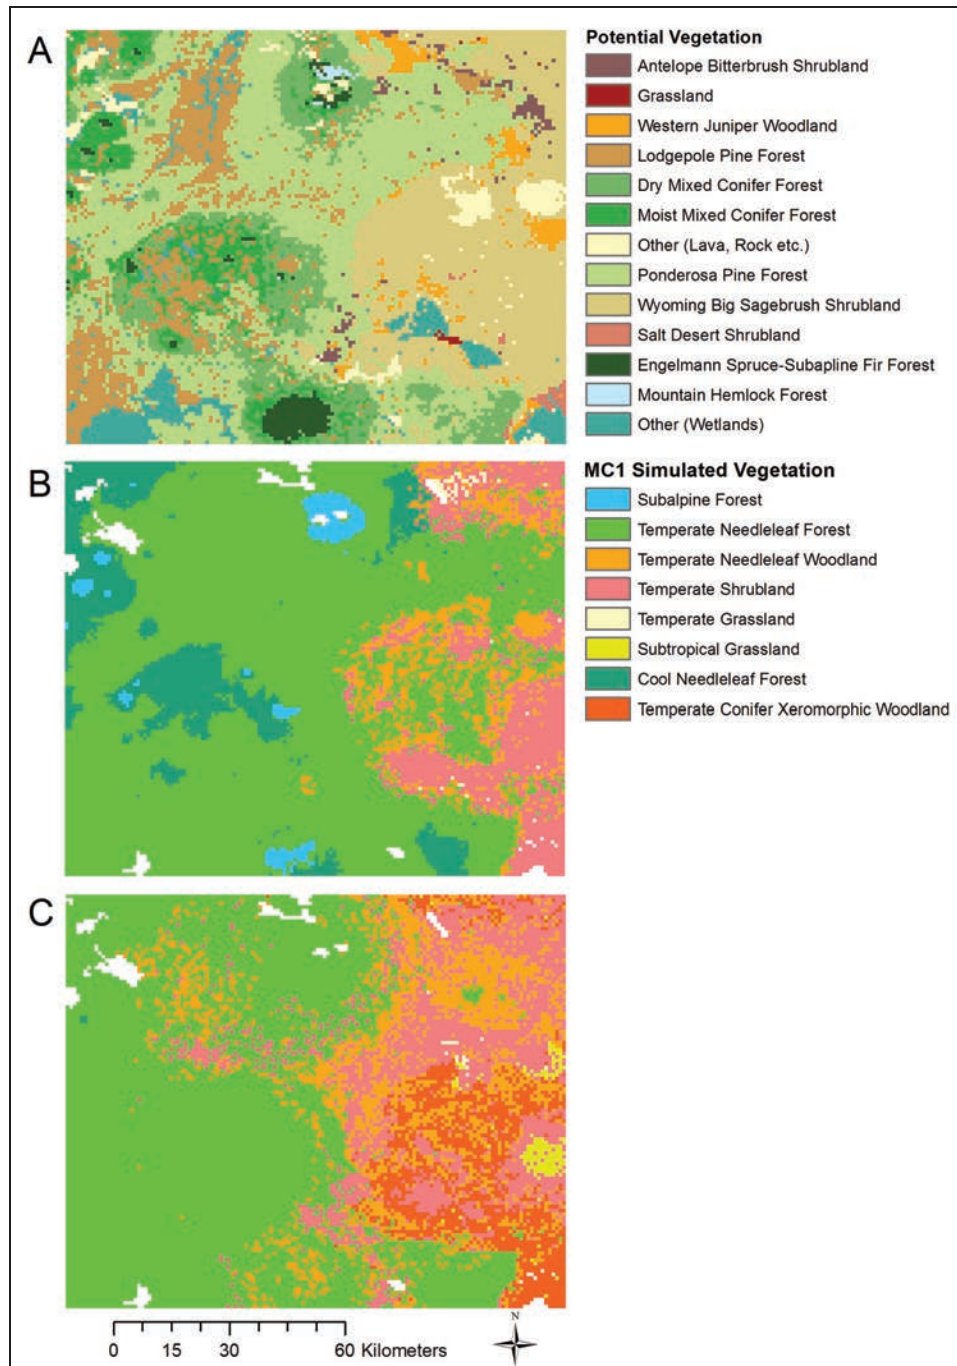 A
Potential Vegetation
Antelope Bitterbrush Shrubland
Grassland
Western Juniper Woodland
Lodgepole Pine Forest
Dry Mixed Conifer Forest
Moist Mixed Conifer Forest
Other (Lava, Rock etc.)
Ponderosa Pine Forest
Wyoming Big Sagebrush Shrubland
Salt Desert Shrubland
Engelmann Spruce-Subapline Fir Forest
Mountain Hemlock Forest
Other (Wetlands)
B
MC1 Simulated Vegetation
Subalpine Forest
Temperate Needleleaf Forest
Temperate Needleleaf Woodland
Temperate Shrubland
Temperate Grassland
Subtropical Grassland
Cool Needleleaf Forest
Temperate Conifer Xeromorphic Woodland
C
0 15 30 60 Kilometers
N